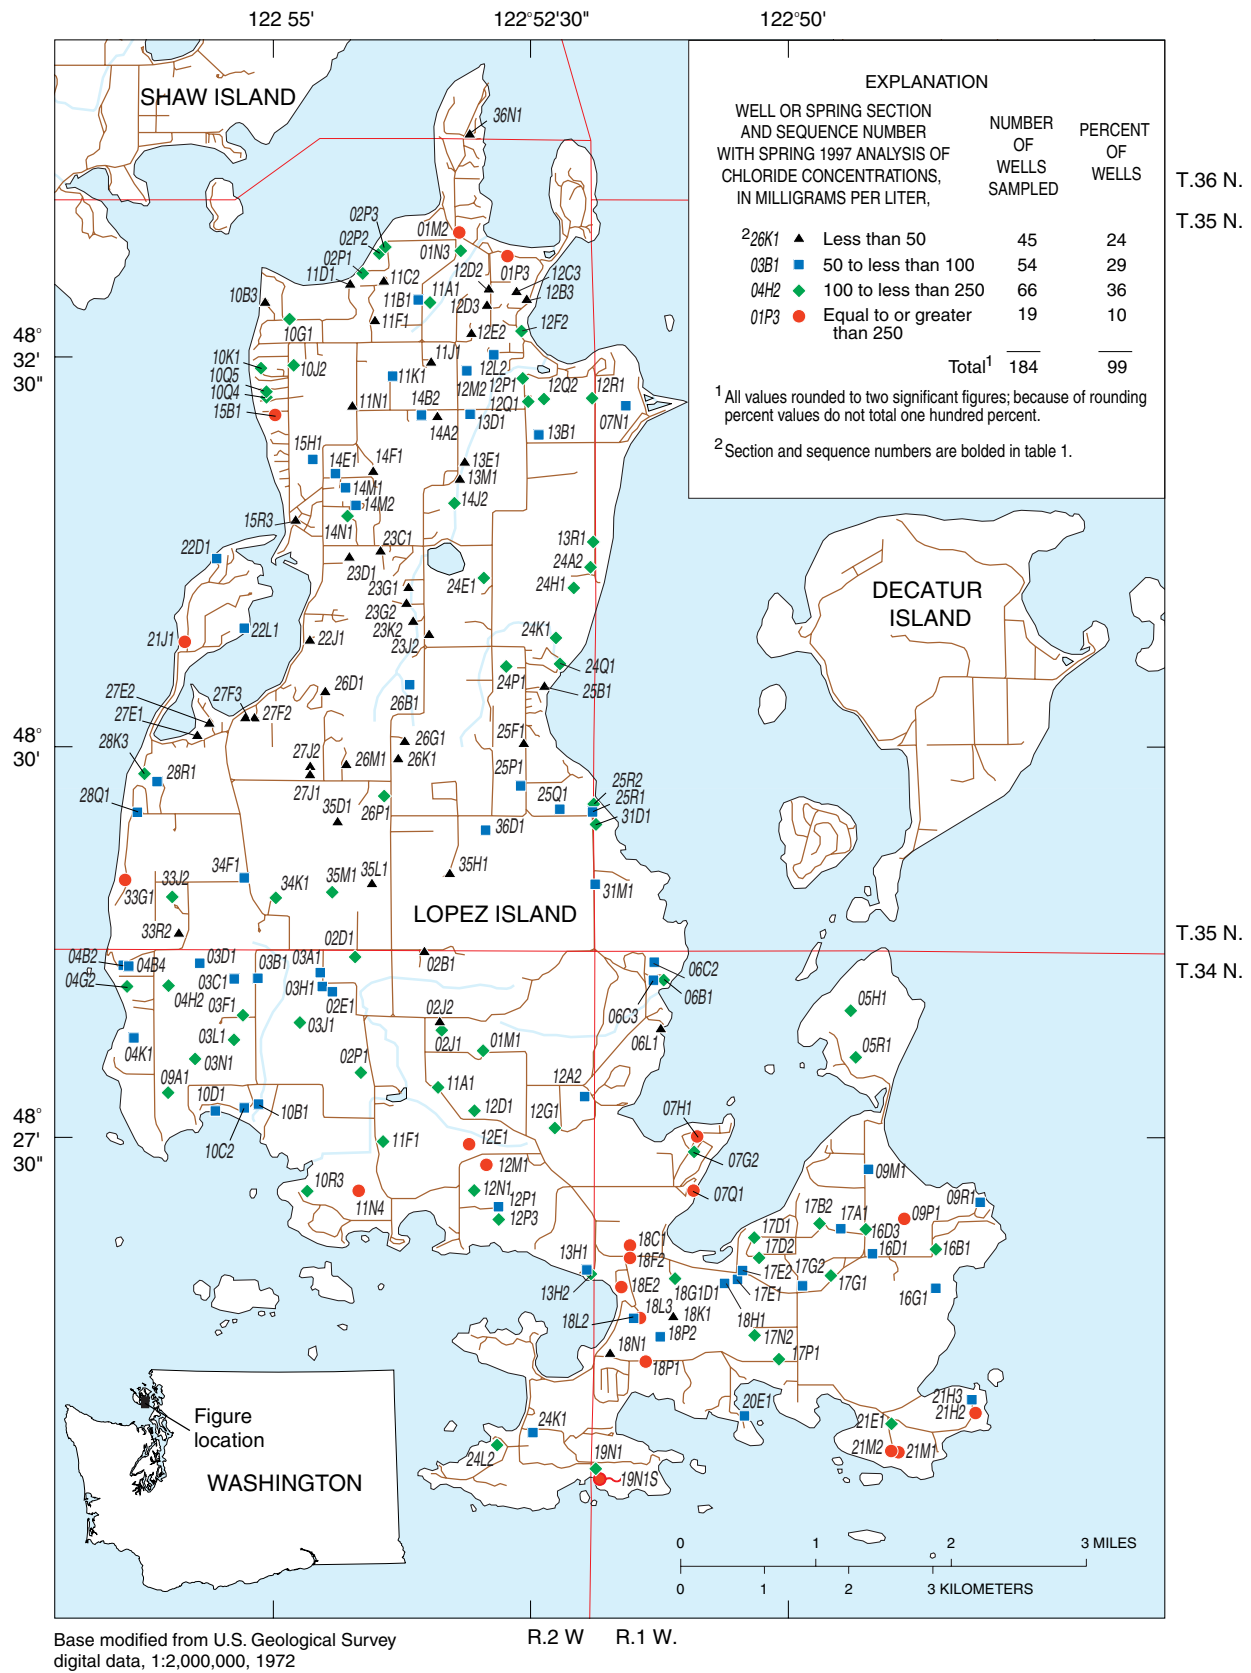 122 55'
122°52'30"
122°50'
SHAW ISLAND
EXPLANATION
WELL OR SPRING SECTION
AND SEQUENCE NUMBER
WITH SPRING 1997 ANALYSIS OF
CHLORIDE CONCENTRATIONS,
IN MILLIGRAMS PER LITER,
NUMBER
OF
WELLS
SAMPLED
PERCENT
OF
WELLS
2 26K1 Less than 50 45 24
03B1 50 to less than 100 54 29
04H2 100 to less than 250 66 36
01P3 Equal to or greater
than 250 19 10
Total1 184 99
1 All values rounded to two significant figures; because of rounding
percent values do not total one hundred percent.
2 Section and sequence numbers are bolded in table 1.
T.36 N.
T.35 N.
36N1
02P3
02P2
02P1
01M2
01N3
01P3
11D1
11C2
12D2
12C3
12B3
10B3
11B1
11A1
12D3
10G1
11F1
12E2
12F2
48°
32'
30"
10K1
10J2
11J1
12L2
10Q5
10Q4
11K1
12M2
12P1
12Q2
12R1
15B1
11N1
14B2
12Q1
14A2
13D1
07N1
13B1
15H1
14E1
14F1
13E1
14M1
13M1
14M2
14J2
15R3
14N1
22D1
23C1
13R1
23D1
24A2
23G1
24E1
24H1
23G2
23K2
21J1
22L1
22J1
23J2
24K1
24Q1
24P1
25B1
26D1
26B1
27E2
27F3
27F2
27E1
DECATUR
ISLAND
48°
30'
28K3
28R1
27J2
26M1
26G1
26K1
25F1
27J1
25P1
28Q1
35D1
26P1
25Q1
25R2
25R1
31D1
36D1
34F1
33J2
33G1
34K1
35M1
35L1
35H1
31M1
33R2
LOPEZ ISLAND
T.35 N.
T.34 N.
04B2
04B4
03D1
03B1
03A1
02D1
02B1
04G2
04H2
03C1
03H1
02E1
06C2
06B1
06C3
03F1
03J1
02J2
02J1
06L1
05H1
04K1
03L1
03N1
02P1
01M1
05R1
09A1
10D1
10C2
10B1
11A1
12A2
12D1
12G1
48°
27'
30"
11F1
12E1
07H1
07G2
12M1
10R3
11N4
12N1
12P1
12P3
07Q1
09M1
09R1
17B2
17A1
09P1
17D1
16D3
17D2
16D1
16B1
18C1
18F2
13H1
13H2
18E2
17E2
17G2
18G1D1
17E1
17G1
16G1
18L3
18K1
18L2
18H1
18P2
18N1
17N2
18P1
17P1
20E1
21H3
21H2
21E1
21M2
21M1
24K1
24L2
19N1
19N1S
Figure
location
WASHINGTON
0 1 2 3 MILES
0 1 2 3 KILOMETERS
Base modified from U.S. Geological Survey
digital data, 1:2,000,000, 1972
R.2 W
R.1 W.